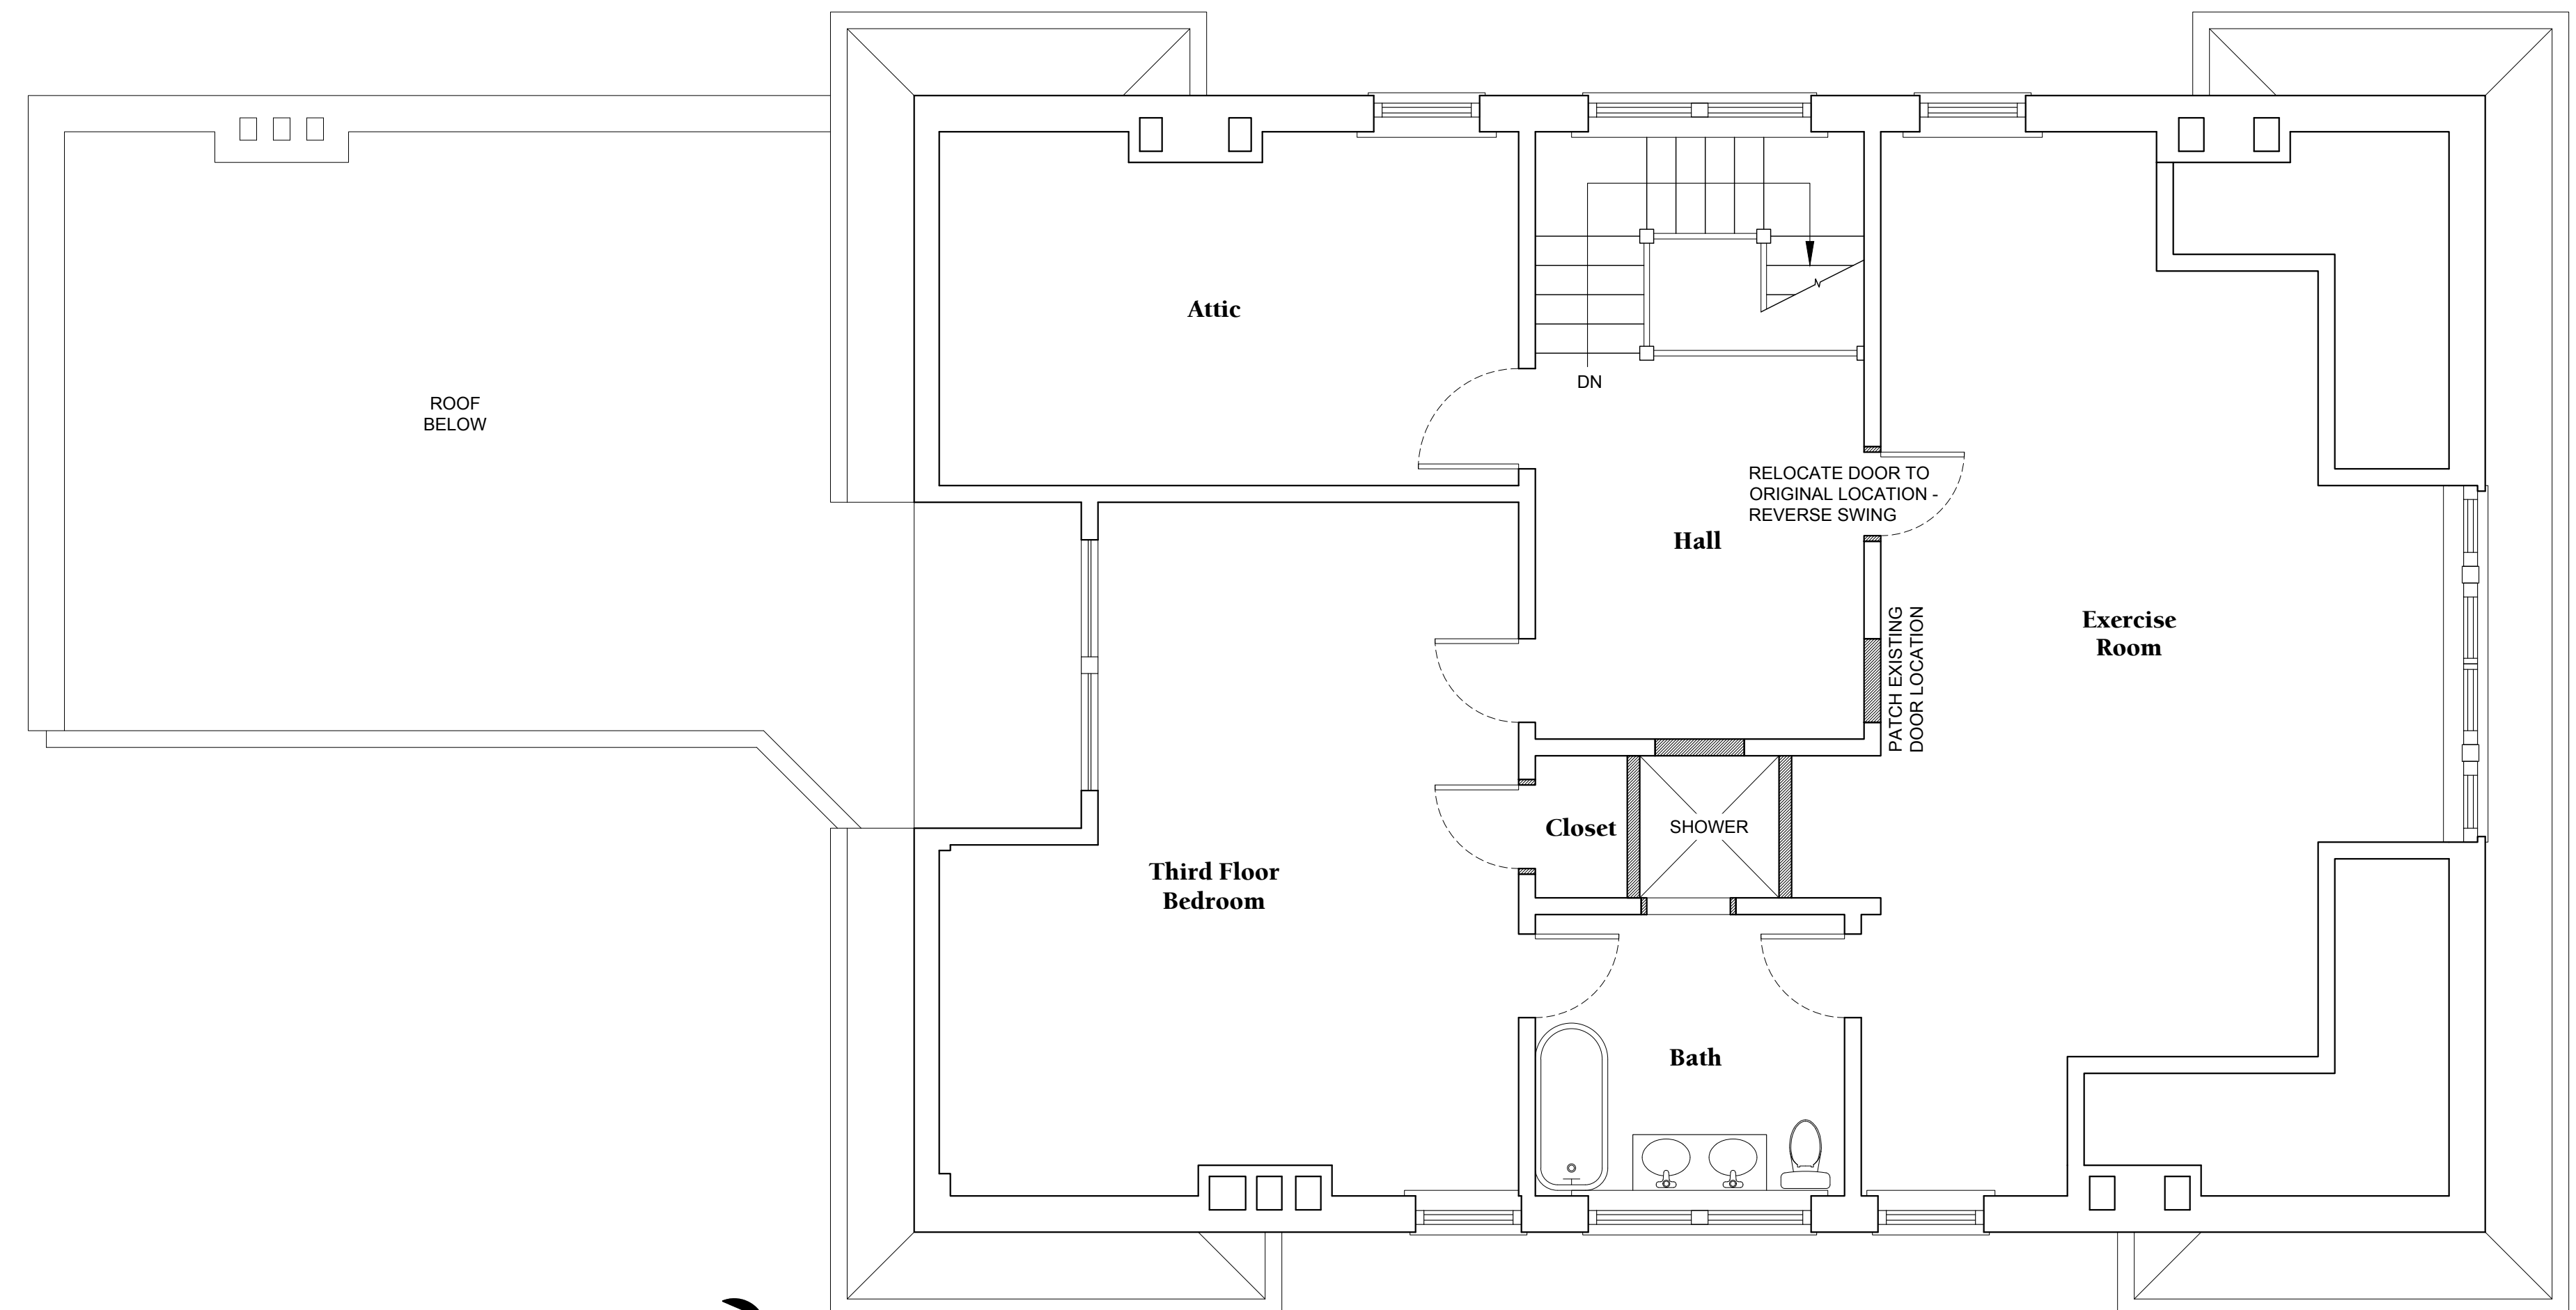 Attic
ROOF
BELOW
DN
RELOCATE DOOR TO
ORIGINAL LOCATION -
REVERSE SWING
Hall
PATCH EXISTING
DOOR LOCATION
Exercise
Room
Closet
SHOWER
Third Floor
Bedroom
Bath